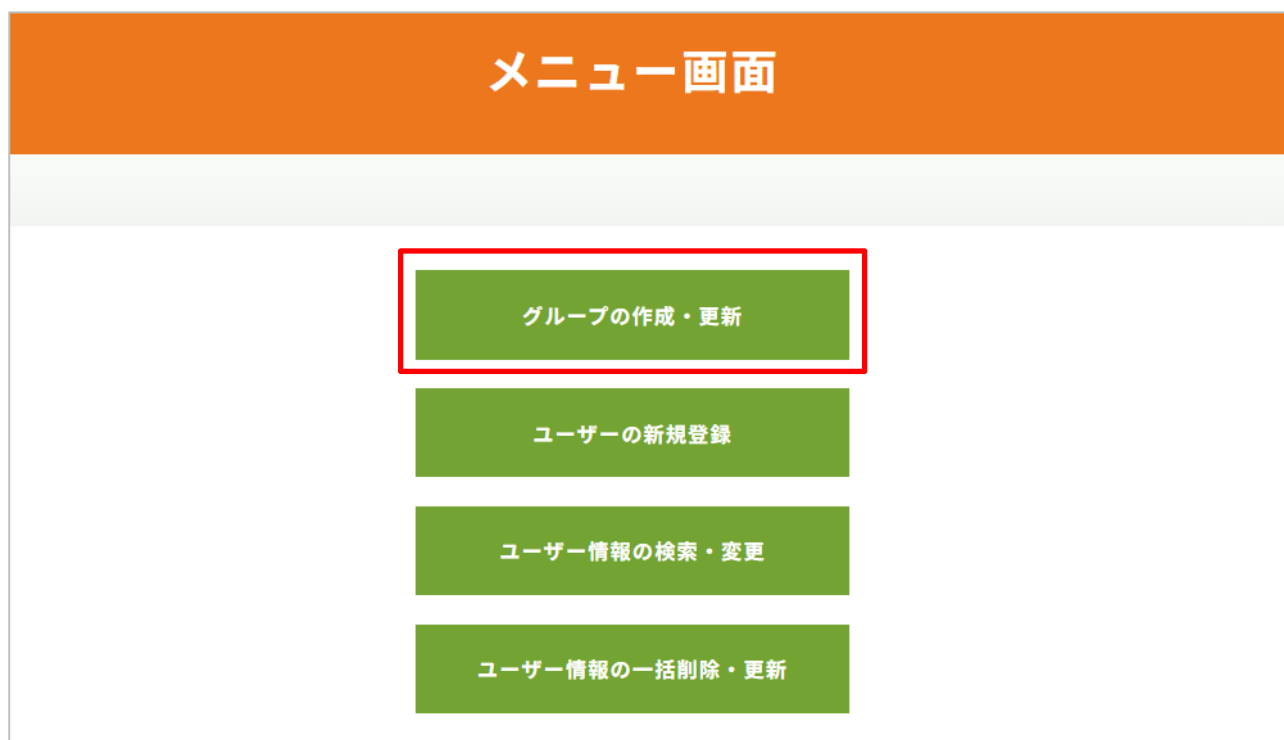 メニュー画面
グループの作成・更新
ユーザーの新規登録
ユーザー情報の検索・変更
ユーザー情報の一括削除・更新